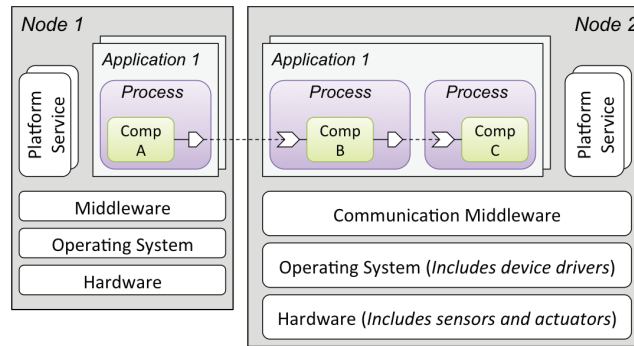 Node 1
Application 1
Process
Platform
Service
Comp
A
Middleware
Operating System
Hardware
Node 2
Application 1
Process
Process
Comp
B
Comp
C
Platform
Service
Communication Middleware
Operating System (Includes device drivers)
Hardware (Includes sensors and actuators)